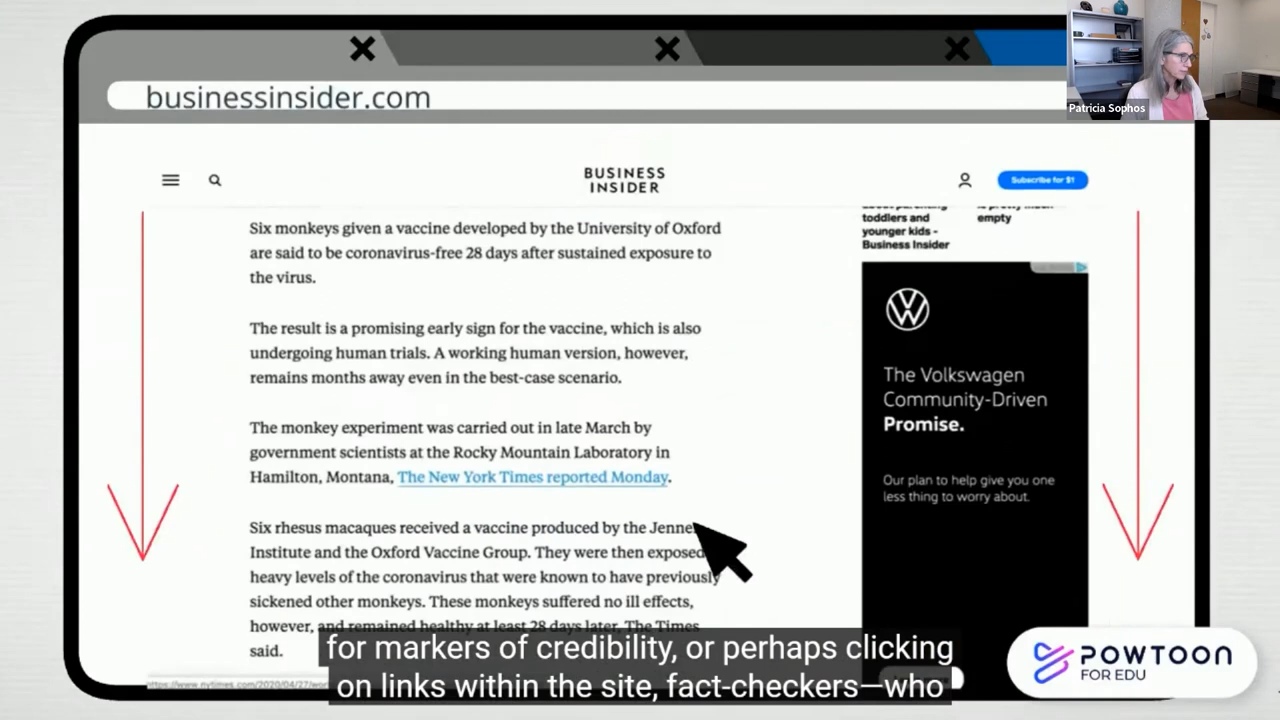 Patricia Sophos
businessinsider.com
BUSINESS
INSIDER
Subscribe for $1
Six monkeys given a vaccine developed by the University of Oxford
are said to be coronavirus-free 28 days after sustained exposure to
the virus.
The result is a promising early sign for the vaccine, which is also
undergoing human trials. A working human version, however,
remains months away even in the best-case scenario.
The monkey experiment was carried out in late March by
government scientists at the Rocky Mountain Laboratory in
Hamilton, Montana, The New York Times reported Monday.
Six rhesus macaques received a vaccine produced by the Jenne
Institute and the Oxford Vaccine Group. They were then exposed
heavy levels of the coronavirus that were known to have previously
sickened other monkeys. These monkeys suffered no ill effects,
however, and remained healthy at least 28 days later, The Times
said.
toddlers and
younger kids -
Business Insider
empty
The Volkswagen
Community-Driven
Promise.
Our plan to help give you one
less thing to worry about.
for markers of credibility, or perhaps clicking
on links within the site, fact-checkers—who
POWTOON
FOR EDU